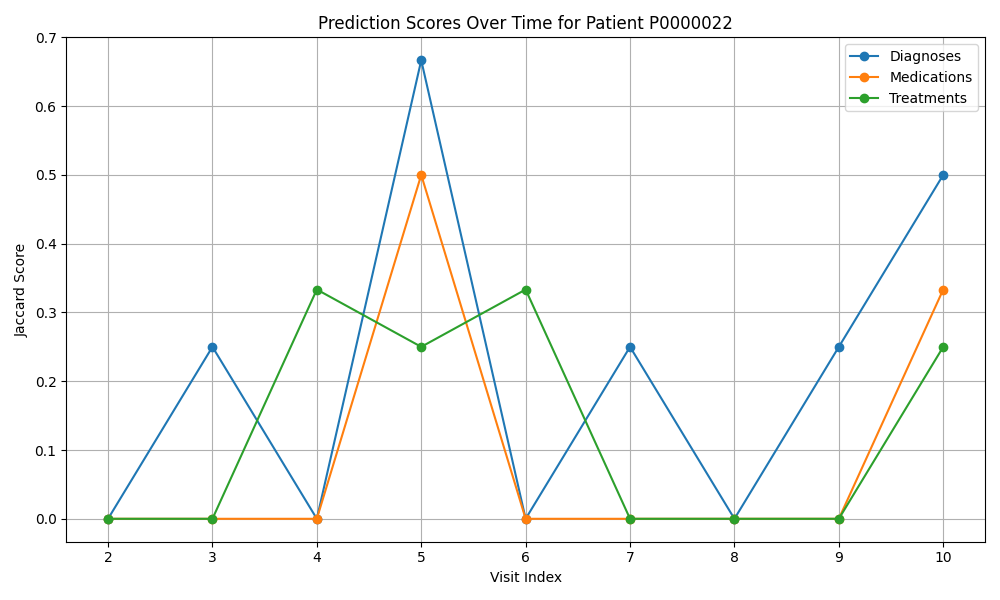 Prediction Scores Over Time for Patient P0000022
Diagnoses
Medications
Treatments
Jaccard Score
0.7
0.6
0.5
0.4
0.3
0.2
0.1
0.0
2 3 4 5 6 7 8 9 10
Visit Index